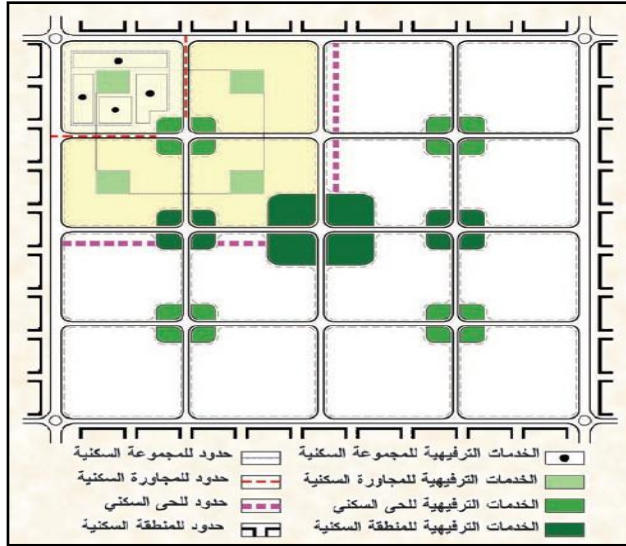 الخدمات الترفيهية للمجموعة السكنية
حدود للمجموعة السكنية
الخدمات الترفيهية للمجاورة السكنية
حدود للمجاورة السكنية
الخدمات الترفيهية للحى السكني
حدود للحى السكني
الخدمات الترفيهية للمنطقة السكنية
حدود للمنطقة السكنية